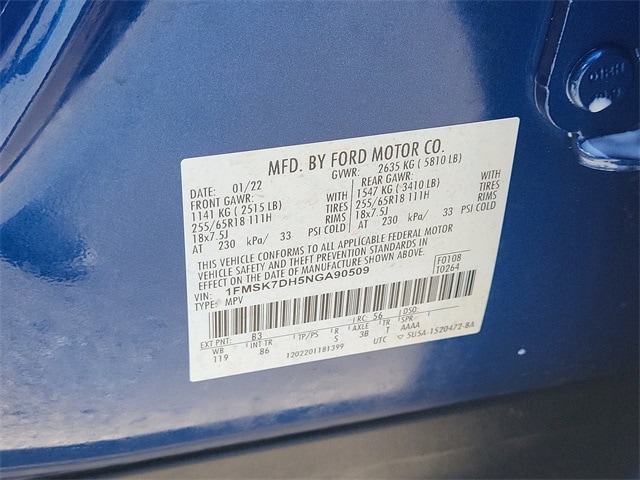 MFD. BY FORD MOTOR CO.
DATE: 01/22 GVWR: 2635 KG ( 5810 LB)
FRONT GAWR: WITH REAR GAWR: WITH
1141 KG ( 2515 LB) TIRES 1547 KG ( 3410 LB) TIRES
255/65R18 111H RIMS 255/65R18 111H RIMS
18x7.5J 18x7.5J
AT 230 kPa/ 33 PSI COLD AT 230 kPa/ 33 PSI COLD
THIS VEHICLE CONFORMS TO ALL APPLICABLE FEDERAL MOTOR
VEHICLE SAFETY AND THEFT PREVENTION STANDARDS IN
EFFECT ON THE DATE OF MANUFACTURE SHOWN ABOVE.
VIN: 1FMSK7DH5NGA90509 F0108
TYPE: MPV T0264
EXT PNT: B3 RC: 56 DSO:
WB INT TR TP/PS R AXLE TR SPR
119 86 5 3B T AAAA
1202201181399 UTC 5U5A-1520472-BA